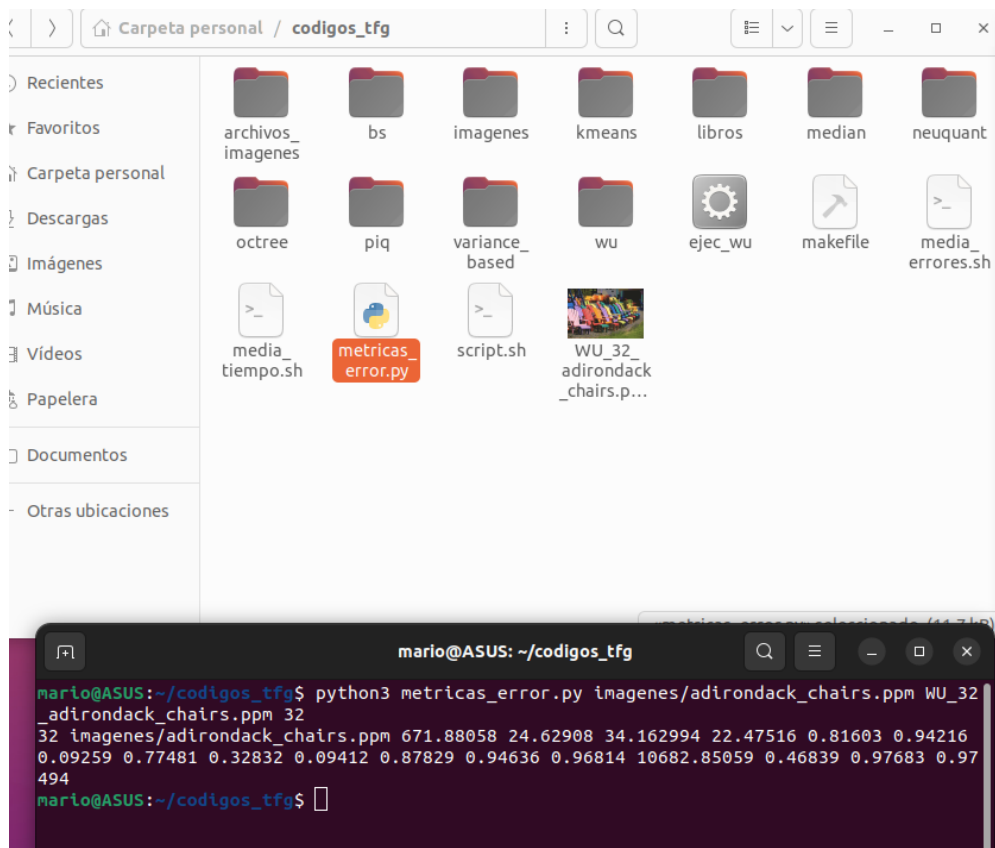 Carpeta personal / codigos_tfg
Recientes
Favoritos
Carpeta personal
Descargas
Imágenes
Música
Vídeos
Papelera
Documentos
Otras ubicaciones
archivos_
imagenes
bs
imagenes
kmeans
libros
median
neuquant
octree
piq
variance_
based
wu
ejec_wu
makefile
media_
errores.sh
media_
tiempo.sh
metricas_
error.py
script.sh
WU_32_
adirondack
_chairs.p…
mario@ASUS: ~/codigos_tfg
mario@ASUS:~/codigos_tfg$ python3 metricas_error.py imagenes/adirondack_chairs.ppm WU_32
_adirondack_chairs.ppm 32
32 imagenes/adirondack_chairs.ppm 671.88058 24.62908 34.162994 22.47516 0.81603 0.94216
0.09259 0.77481 0.32832 0.09412 0.87829 0.94636 0.96814 10682.85059 0.46839 0.97683 0.97
494
mario@ASUS:~/codigos_tfg$